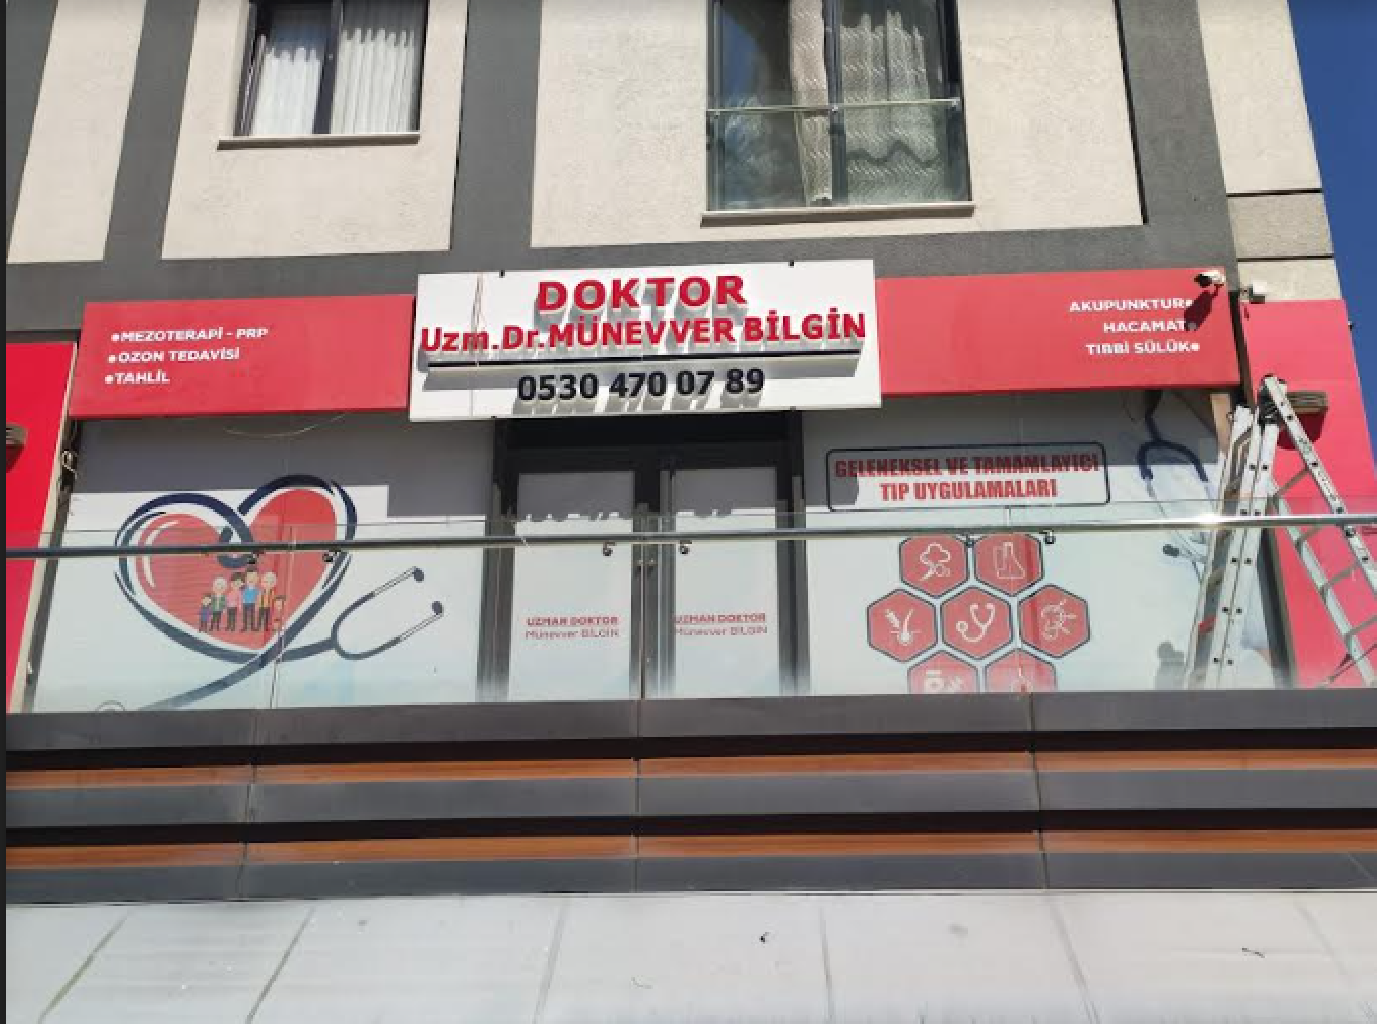 DOKTOR
Uzm.Dr.MÜNEVVER BİLGİN
0530 470 07 89
•MEZOTERAPİ - PRP
•OZON TEDAVİSİ
•TAHLİL
AKUPUNKTUR•
HACAMAT•
TIBBİ SÜLÜK•
GELENEKSEL VE TAMAMLAYICI
TIP UYGULAMALARI
UZMAN DOKTOR
Münevver BİLGİN
UZMAN DOKTOR
Münevver BİLGİN